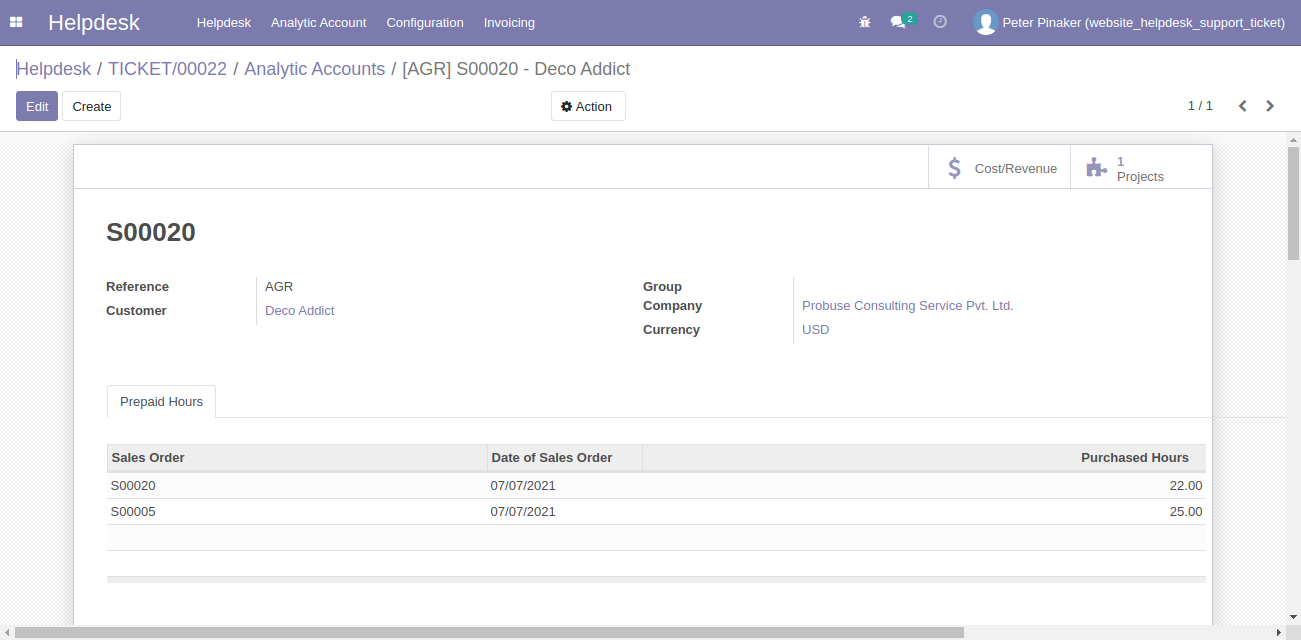 Helpdesk Helpdesk Analytic Account Configuration Invoicing 2 Peter Pinaker (website_helpdesk_support_ticket)
Helpdesk / TICKET/00022 / Analytic Accounts / [AGR] S00020 - Deco Addict
Edit Create Action 1 / 1
Cost/Revenue 1 Projects
S00020
Reference AGR
Customer Deco Addict
Group
Company Probuse Consulting Service Pvt. Ltd.
Currency USD
Prepaid Hours
Sales Order Date of Sales Order Purchased Hours
S00020 07/07/2021 22.00
S00005 07/07/2021 25.00